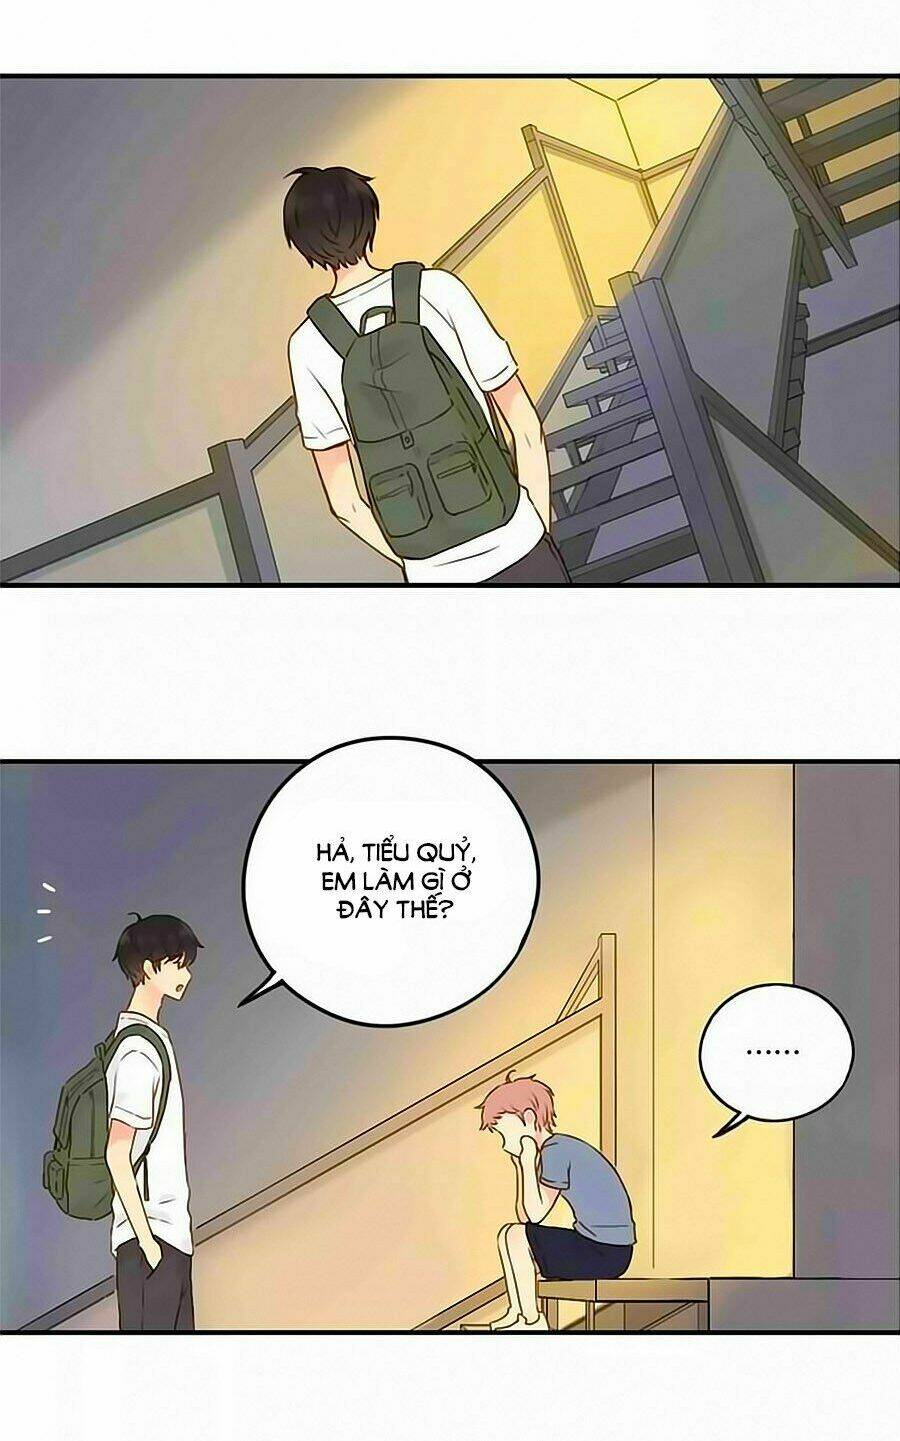 HẢ, TIỂU QUỶ,
EM LÀM GÌ Ở
ĐÂY THẾ?
......